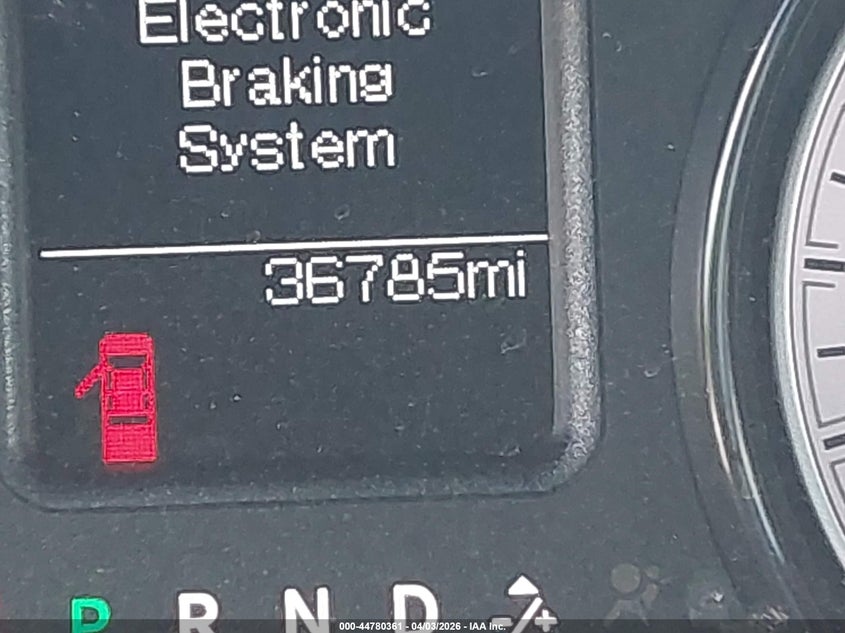 Electronic
Braking
System
36785mi
P R N D -/+
000-44780361 - 04/03/2026 - IAA Inc.